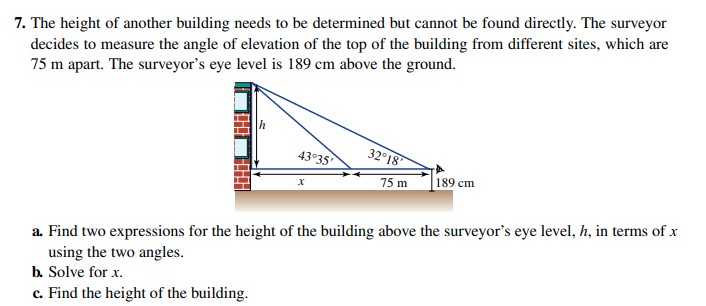 7. The height of another building needs to be determined but cannot be found directly. The surveyor
decides to measure the angle of elevation of the top of the building from different sites, which are
75 m apart. The surveyor's eye level is 189 cm above the ground.
h
43°35'
32°18'
x
75 m
189 cm
a. Find two expressions for the height of the building above the surveyor's eye level, h, in terms of x
using the two angles.
b. Solve for x.
c. Find the height of the building.